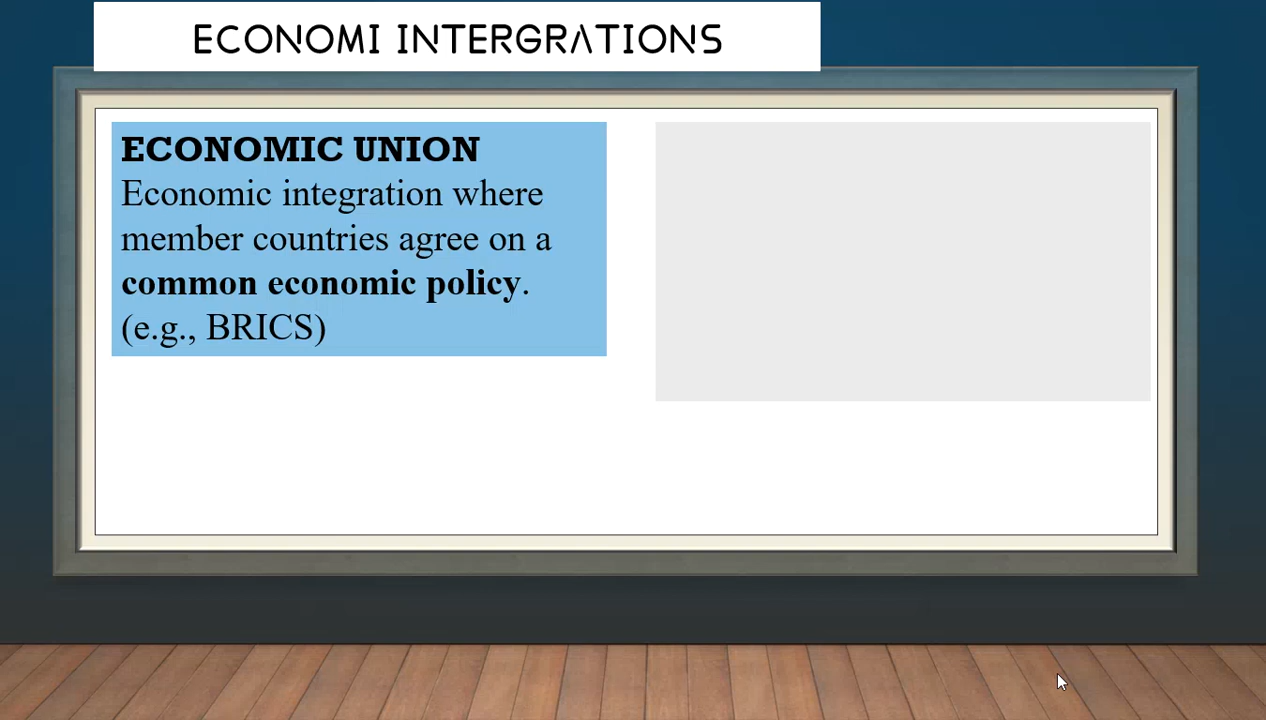 ECONOMI INTERGRATIONS
ECONOMIC UNION
Economic integration where
member countries agree on a
common economic policy.
(e.g., BRICS)